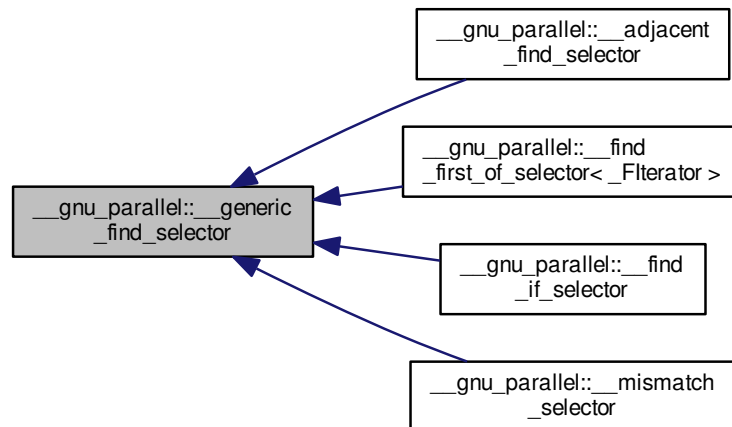 __gnu_parallel::__adjacent
_find_selector
__gnu_parallel::__find
_first_of_selector< _FIterator >
__gnu_parallel::__generic
_find_selector
__gnu_parallel::__find
_if_selector
__gnu_parallel::__mismatch
_selector